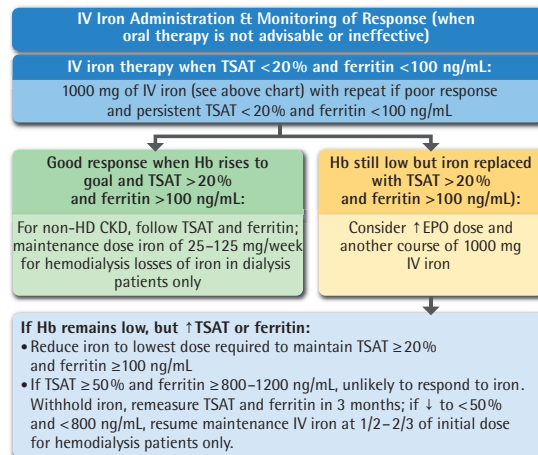 IV Iron Administration & Monitoring of Response (when
oral therapy is not advisable or ineffective)
IV iron therapy when TSAT <20% and ferritin <100 ng/mL:
1000 mg of IV iron (see above chart) with repeat if poor response
and persistent TSAT <20% and ferritin <100 ng/mL
Good response when Hb rises to
goal and TSAT >20%
and ferritin >100 ng/mL:
For non-HD CKD, follow TSAT and ferritin;
maintenance dose iron of 25–125 mg/week
for hemodialysis losses of iron in dialysis
patients only
Hb still low but iron replaced
with TSAT >20%
and ferritin >100 ng/mL):
Consider ↑EPO dose and
another course of 1000 mg
IV iron
If Hb remains low, but ↑TSAT or ferritin:
• Reduce iron to lowest dose required to maintain TSAT ≥20%
and ferritin ≥100 ng/mL
• If TSAT ≥50% and ferritin ≥800–1200 ng/mL, unlikely to respond to iron.
Withhold iron, remeasure TSAT and ferritin in 3 months; if ↓ to <50%
and <800 ng/mL, resume maintenance IV iron at 1/2–2/3 of initial dose
for hemodialysis patients only.